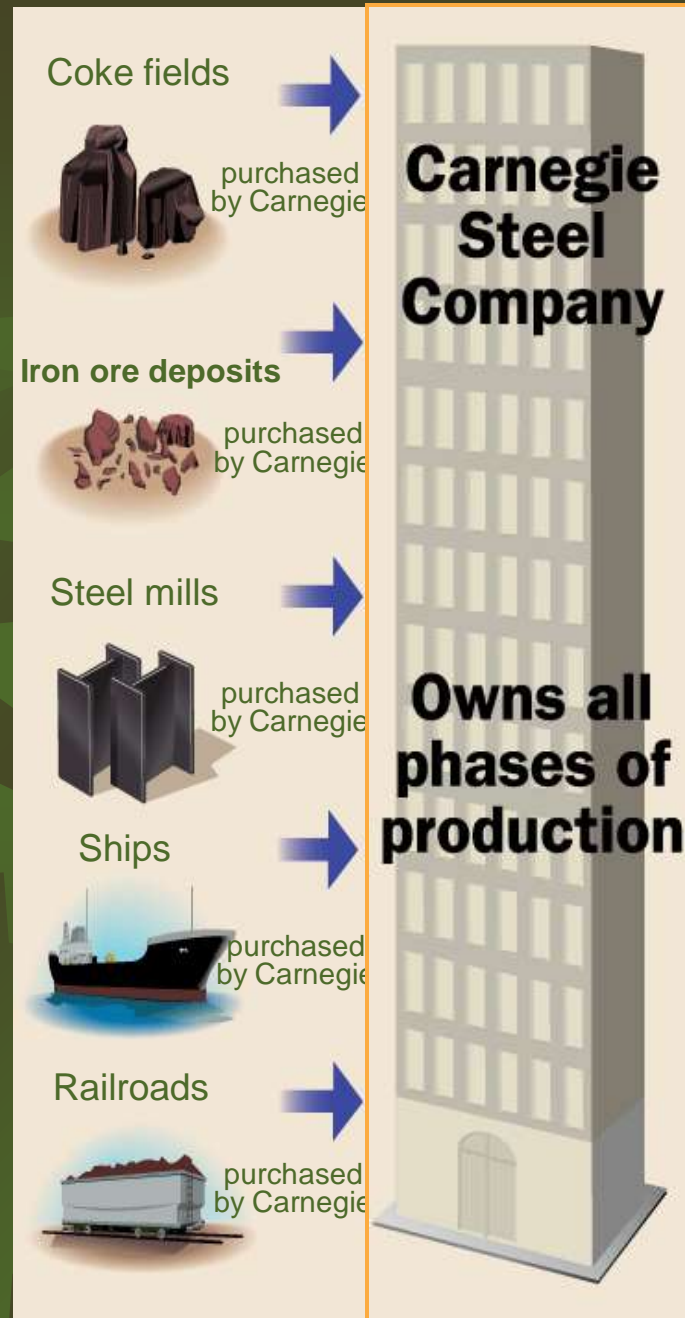 Coke fields
purchased
by Carnegie
Iron ore deposits
purchased
by Carnegie
Steel mills
purchased
by Carnegie
Ships
purchased
by Carnegie
Railroads
purchased
by Carnegie
Carnegie
Steel
Company
Owns all
phases of
production